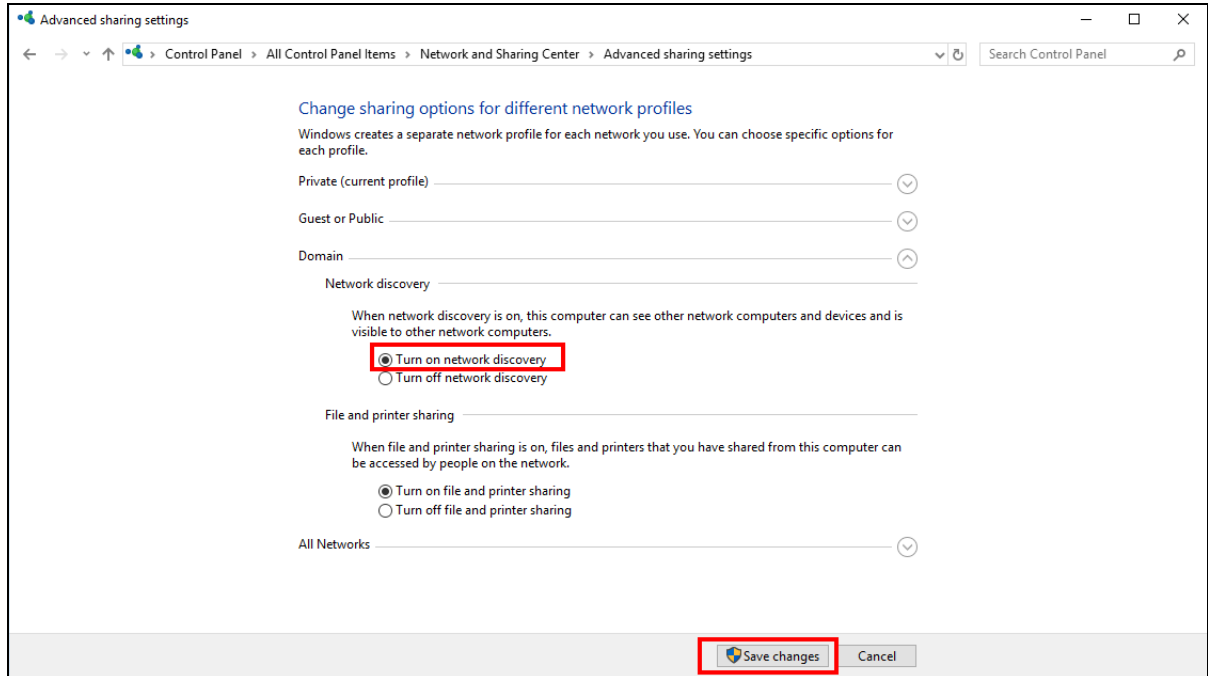 Advanced sharing settings
Control Panel > All Control Panel Items > Network and Sharing Center > Advanced sharing settings
Search Control Panel
Change sharing options for different network profiles
Windows creates a separate network profile for each network you use. You can choose specific options for
each profile.
Private (current profile)
Guest or Public
Domain
Network discovery
When network discovery is on, this computer can see other network computers and devices and is
visible to other network computers.
Turn on network discovery
Turn off network discovery
File and printer sharing
When file and printer sharing is on, files and printers that you have shared from this computer can
be accessed by people on the network.
Turn on file and printer sharing
Turn off file and printer sharing
All Networks
Save changes
Cancel